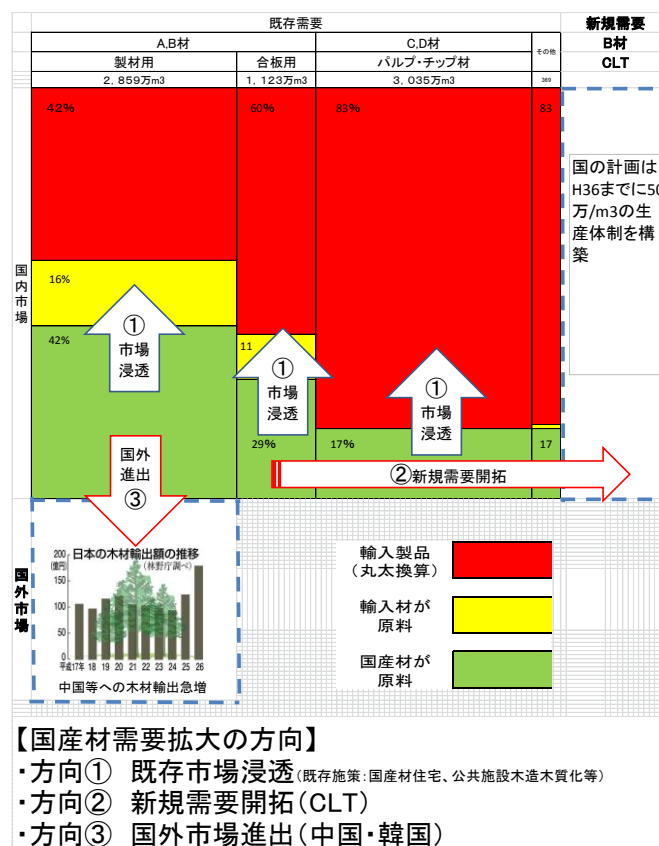 既存需要
新規需要
A,B材
C,D材
その他
B材
製材用
合板用
パルプ・チップ材
CLT
2,859万m3
1,123万m3
3,035万m3
369
42%
60%
83%
83
国の計画は
H36までに50
万/m3の生
産体制を構
築
国内市場
16%
11
42%
29%
17%
17
①
市場
浸透
①
市場
浸透
①
市場
浸透
国外
進出
③
②新規需要開拓
国外市場
日本の木材輸出額の推移
(林野庁調べ)
200
(億円)
150
100
50
0
平成17年 18 19 20 21 22 23 24 25 26
中国等への木材輸出急増
輸入製品
(丸太換算)
輸入材が
原料
国産材が
原料
【国産材需要拡大の方向】
・方向① 既存市場浸透(既存施策:国産材住宅、公共施設木造木質化等)
・方向② 新規需要開拓(CLT)
・方向③ 国外市場進出(中国・韓国)